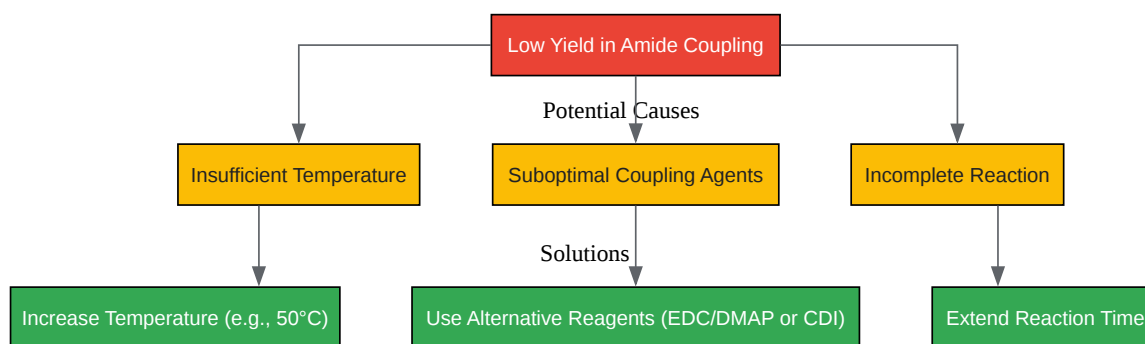 Low Yield in Amide Coupling
Potential Causes
Insufficient Temperature
Suboptimal Coupling Agents
Incomplete Reaction
Solutions
Increase Temperature (e.g., 50°C)
Use Alternative Reagents (EDC/DMAP or CDI)
Extend Reaction Time